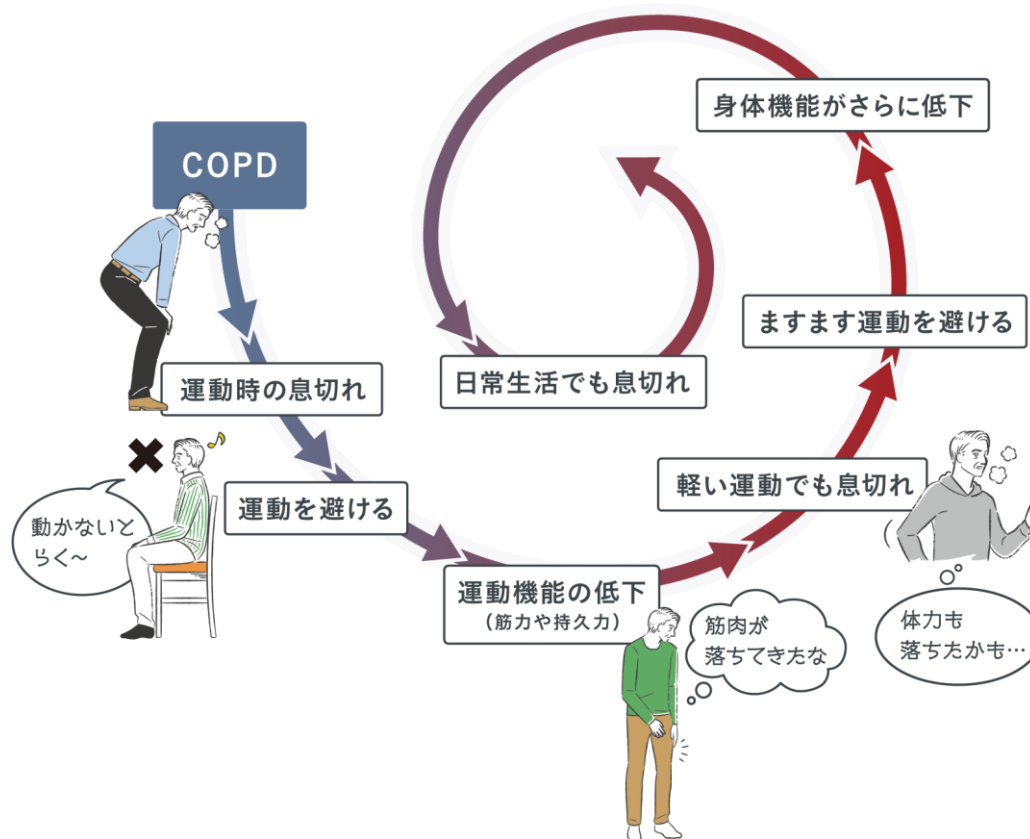 COPD
運動時の息切れ
動かないと
らく〜
運動を避ける
運動機能の低下
（筋力や持久力）
筋肉が
落ちてきたな
軽い運動でも息切れ
体力も
落ちたかも…
ますます運動を避ける
身体機能がさらに低下
日常生活でも息切れ